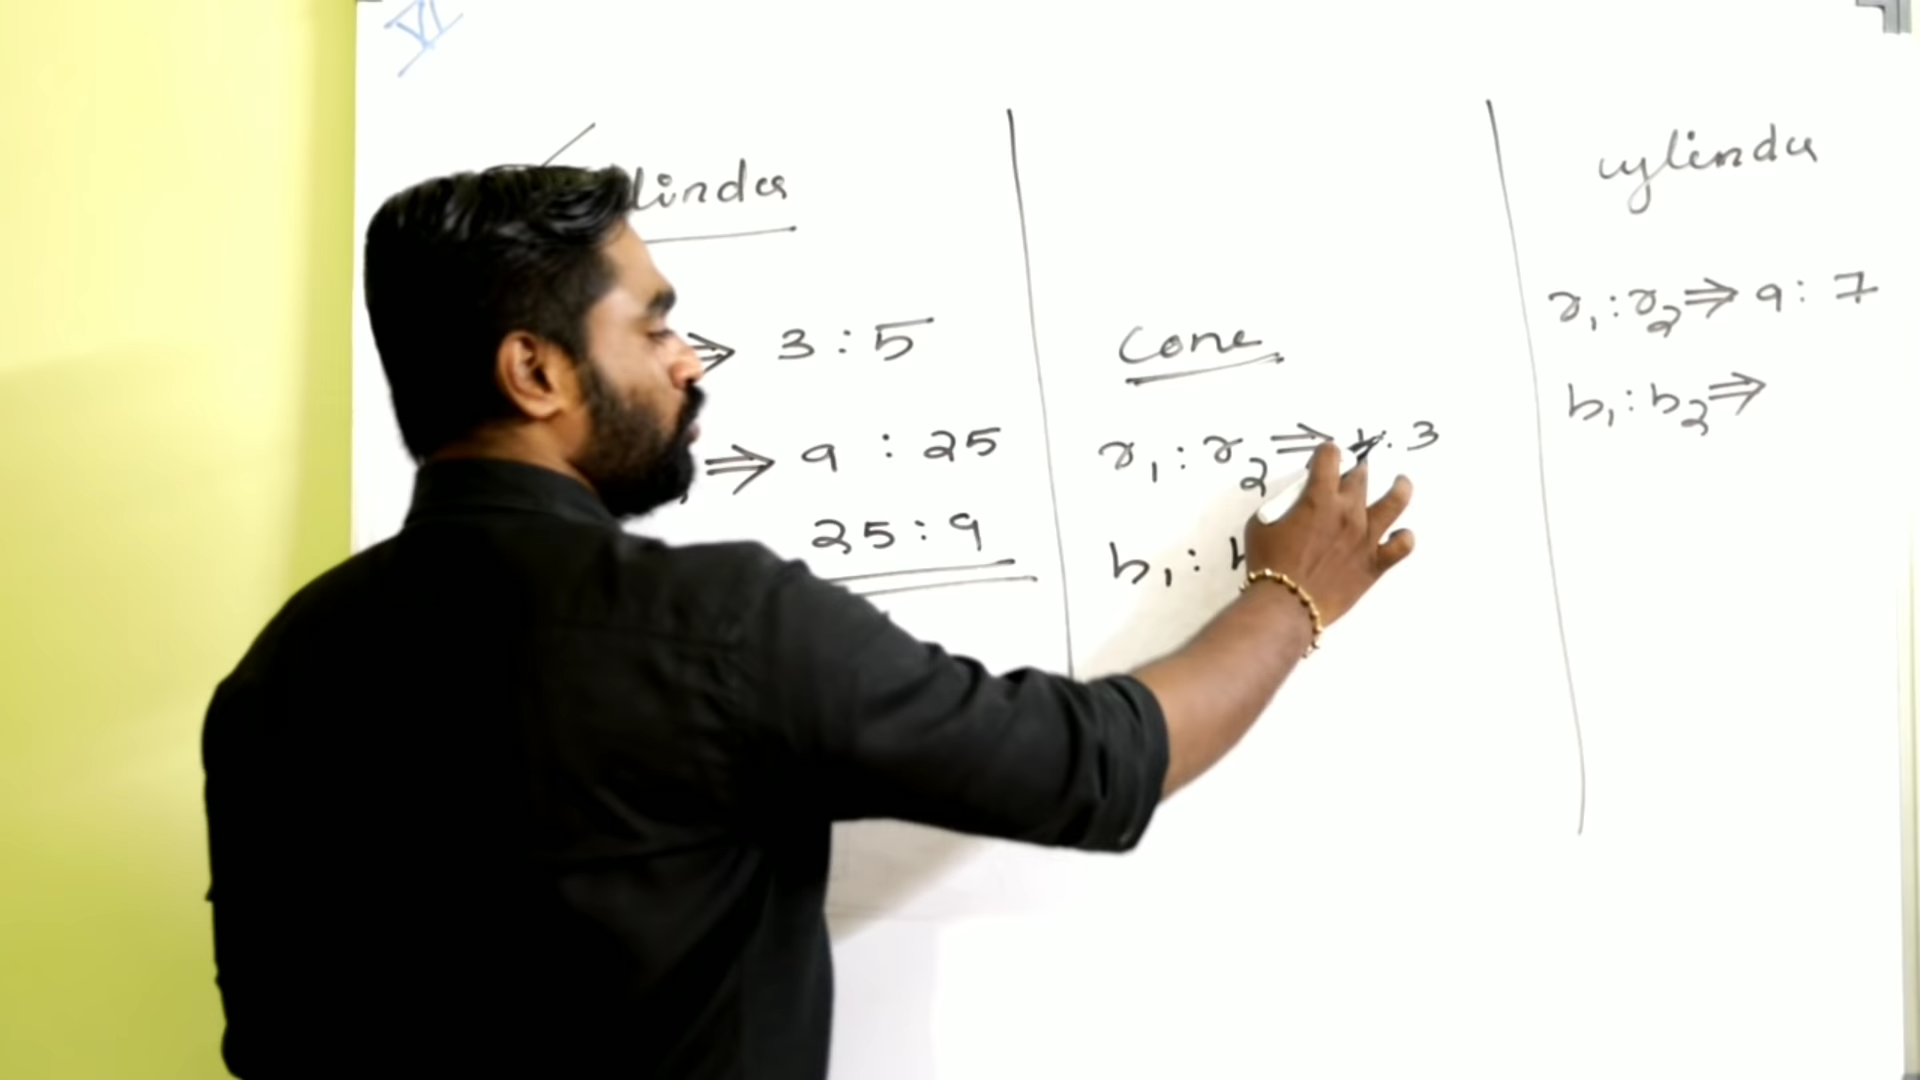 VI
linder
⇒ 3 : 5
⇒ 9 : 25
25 : 9
Cone
r₁ : r₂ ⇒ : 3
h₁ :
cylinder
r₁ : r₂ ⇒ 9 : 7
h₁ : h₂ ⇒